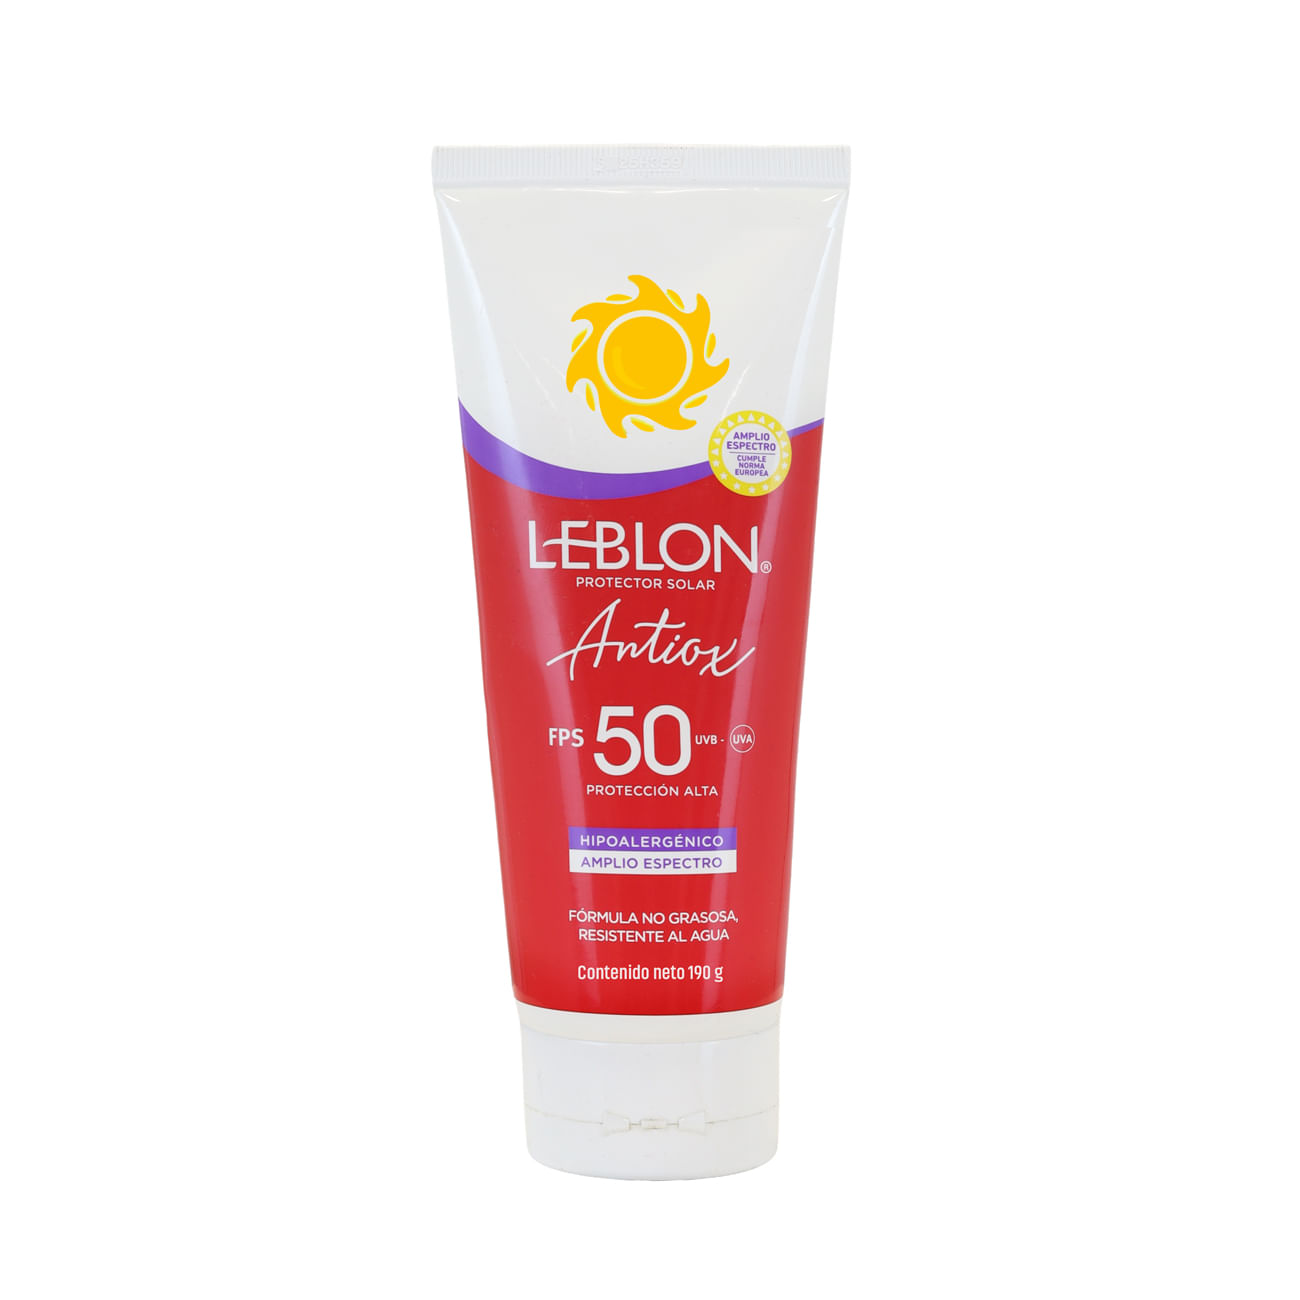 AMPLIO
ESPECTRO
CUMPLE
NORMA
EUROPEA
LEBLON®
PROTECTOR SOLAR
Antiox
FPS 50 UVB - UVA
PROTECCIÓN ALTA
HIPOALERGÉNICO
AMPLIO ESPECTRO
FÓRMULA NO GRASOSA,
RESISTENTE AL AGUA
Contenido neto 190 g